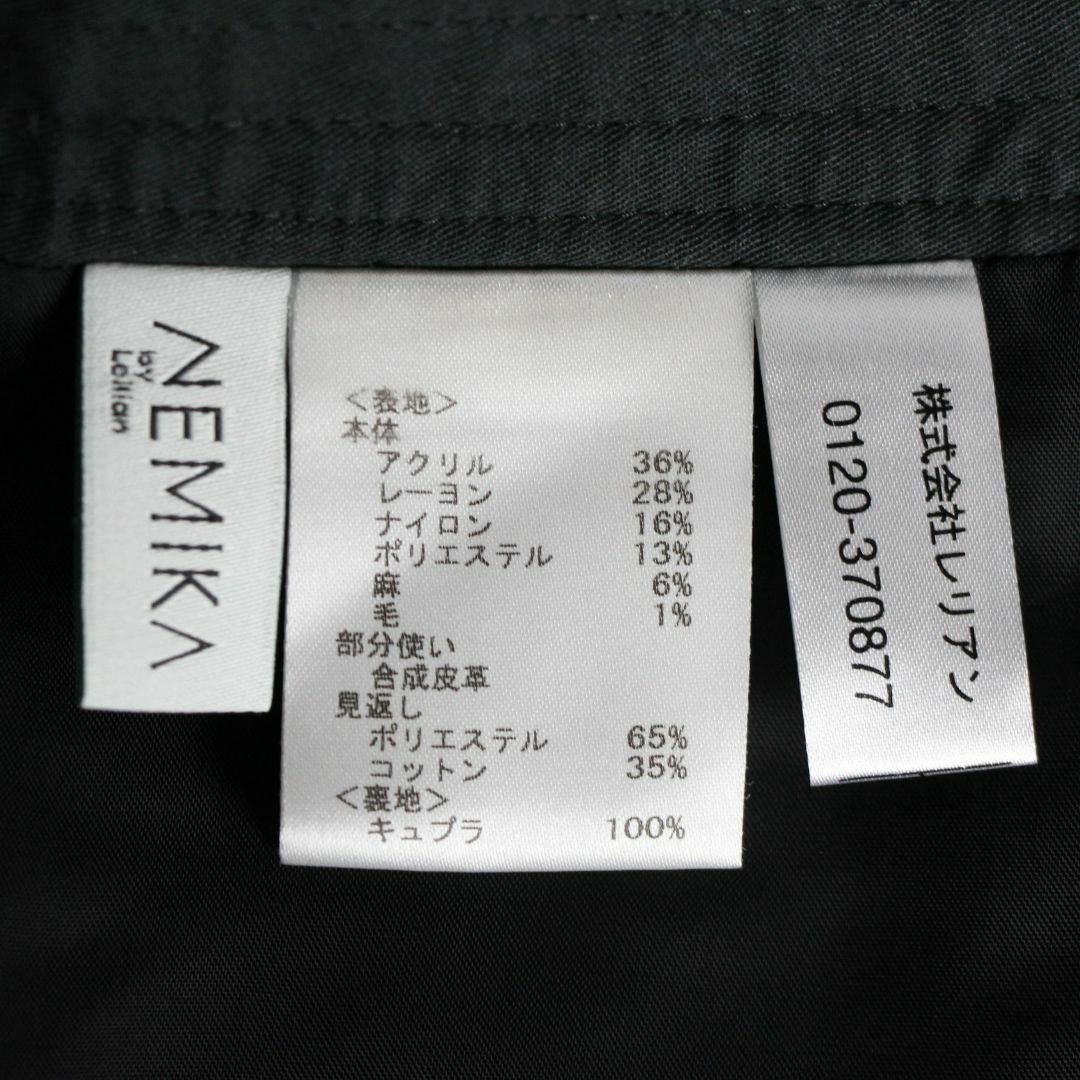 NEMIKA
by
Leilian
＜表地＞
本体
アクリル 36%
レーヨン 28%
ナイロン 16%
ポリエステル 13%
麻 6%
毛 1%
部分使い
合成皮革
見返し
ポリエステル 65%
コットン 35%
＜裏地＞
キュプラ 100%
株式会社レリアン
0120-370877